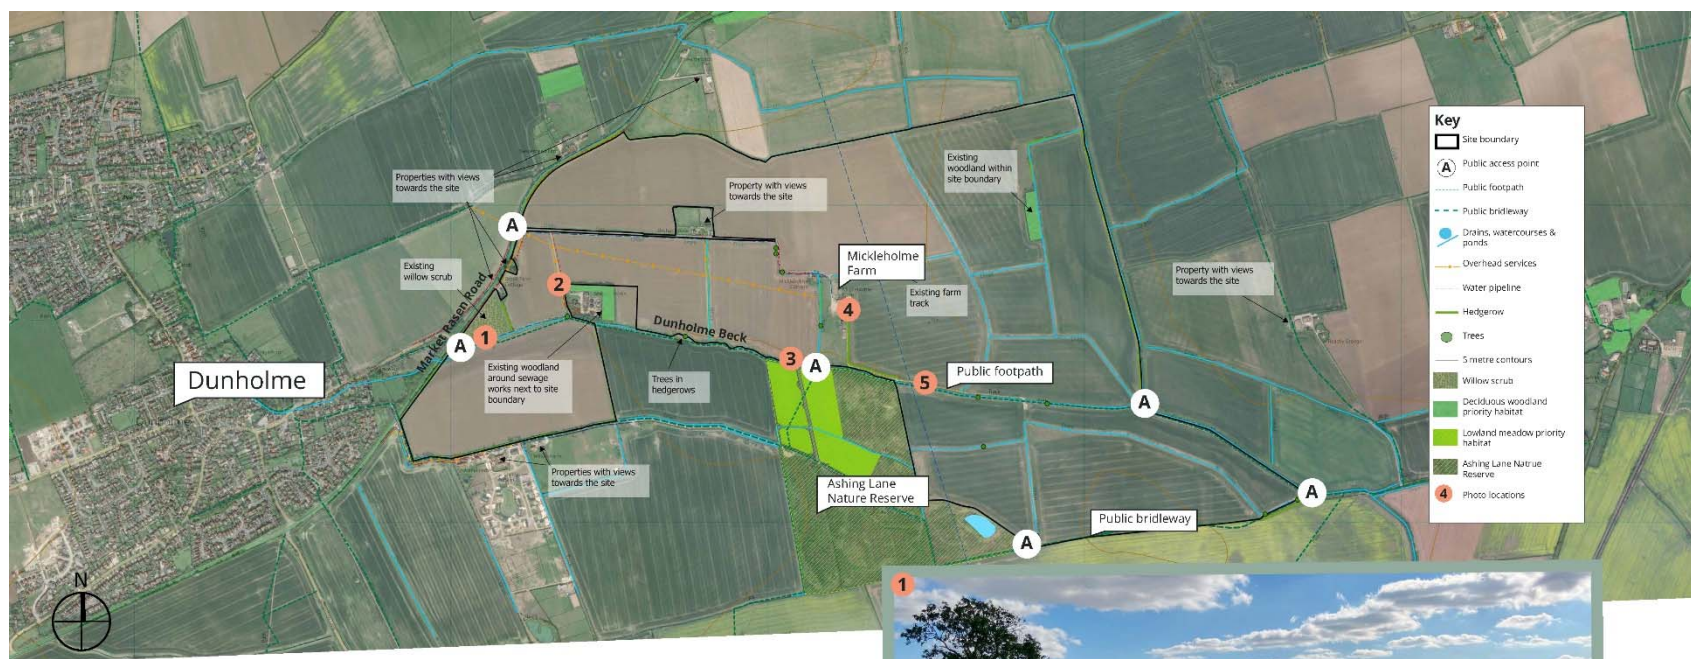 Properties with views
towards the site
Property with views
towards the site
Existing
woodland within
site boundary
A
Existing
willow scrub
Market Rasen Road
2
Mickleholme
Farm
Existing farm
track
4
Property with views
towards the site
1
A
Dunholme Beck
3
A
Public footpath
5
A
Dunholme
Existing woodland
around sewage
works next to site
boundary
Trees in
hedgerows
Properties with views
towards the site
Ashing Lane
Nature Reserve
Public bridleway
A
A
N
Key
Site boundary
A
Public access point
Public footpath
Public bridleway
Drains, watercourses &
ponds
Overhead services
Water pipeline
Hedgerow
Trees
5 metre contours
Willow scrub
Deciduous woodland
priority habitat
Lowland meadow priority
habitat
Ashing Lane Natrue
Reserve
4
Photo locations
1